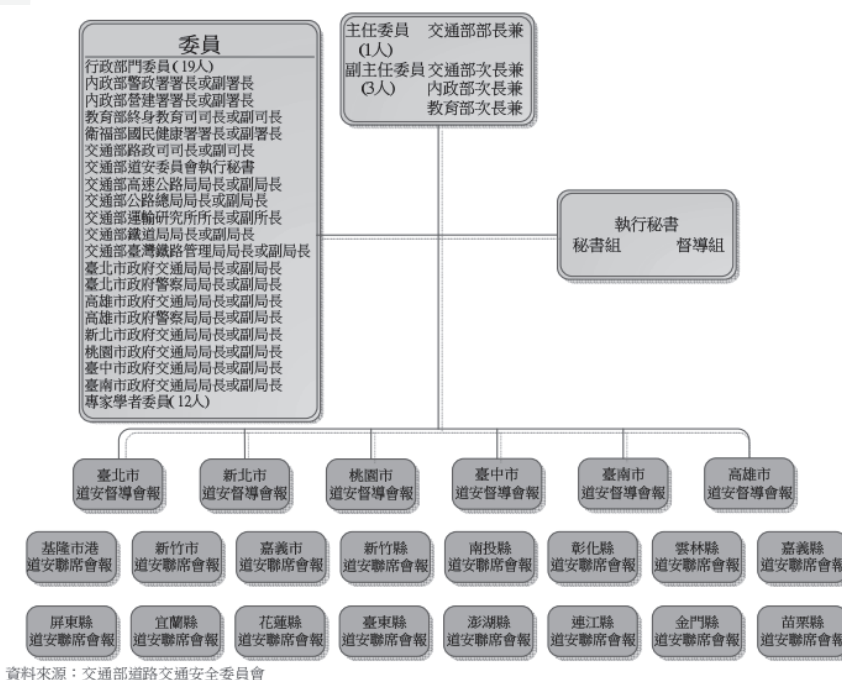 委員
行政部門委員(19人)
內政部警政署署長或副署長
內政部營建署署長或副署長
教育部終身教育司司長或副司長
衛福部國民健康署署長或副署長
交通部路政司司長或副司長
交通部道安委員會執行秘書
交通部高速公路局局長或副局長
交通部公路總局局長或副局長
交通部運輸研究所所長或副所長
交通部鐵道局局長或副局長
交通部臺灣鐵路管理局局長或副局長
臺北市政府交通局局長或副局長
臺北市政府警察局局長或副局長
高雄市政府交通局局長或副局長
高雄市政府警察局局長或副局長
新北市政府交通局局長或副局長
桃園市政府交通局局長或副局長
臺中市政府交通局局長或副局長
臺南市政府交通局局長或副局長
專家學者委員(12人)
主任委員 交通部部長兼
(1人)
副主任委員 交通部次長兼
(3人) 內政部次長兼
教育部次長兼
執行秘書
秘書組 督導組
臺北市
道安督導會報
新北市
道安督導會報
桃園市
道安督導會報
臺中市
道安督導會報
臺南市
道安督導會報
高雄市
道安督導會報
基隆市港
道安聯席會報
新竹市
道安聯席會報
嘉義市
道安聯席會報
新竹縣
道安聯席會報
南投縣
道安聯席會報
彰化縣
道安聯席會報
雲林縣
道安聯席會報
嘉義縣
道安聯席會報
屏東縣
道安聯席會報
宜蘭縣
道安聯席會報
花蓮縣
道安聯席會報
臺東縣
道安聯席會報
澎湖縣
道安聯席會報
連江縣
道安聯席會報
金門縣
道安聯席會報
苗栗縣
道安聯席會報
資料來源：交通部道路交通安全委員會